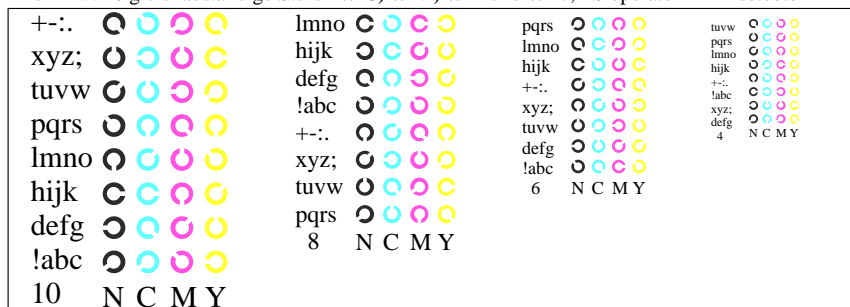 +-:.
xyz;
tuvw
pqrs
lmno
hijk
defg
!abc
10 N C M Y
lmno
hijk
defg
!abc
+-:.
xyz;
tuvw
pqrs
8 N C M Y
pqrs
lmno
hijk
+-:.
xyz;
tuvw
defg
!abc
6 N C M Y
tuvw
pqrs
lmno
hijk
+-:.
!abc
xyz;
defg
4 N C M Y